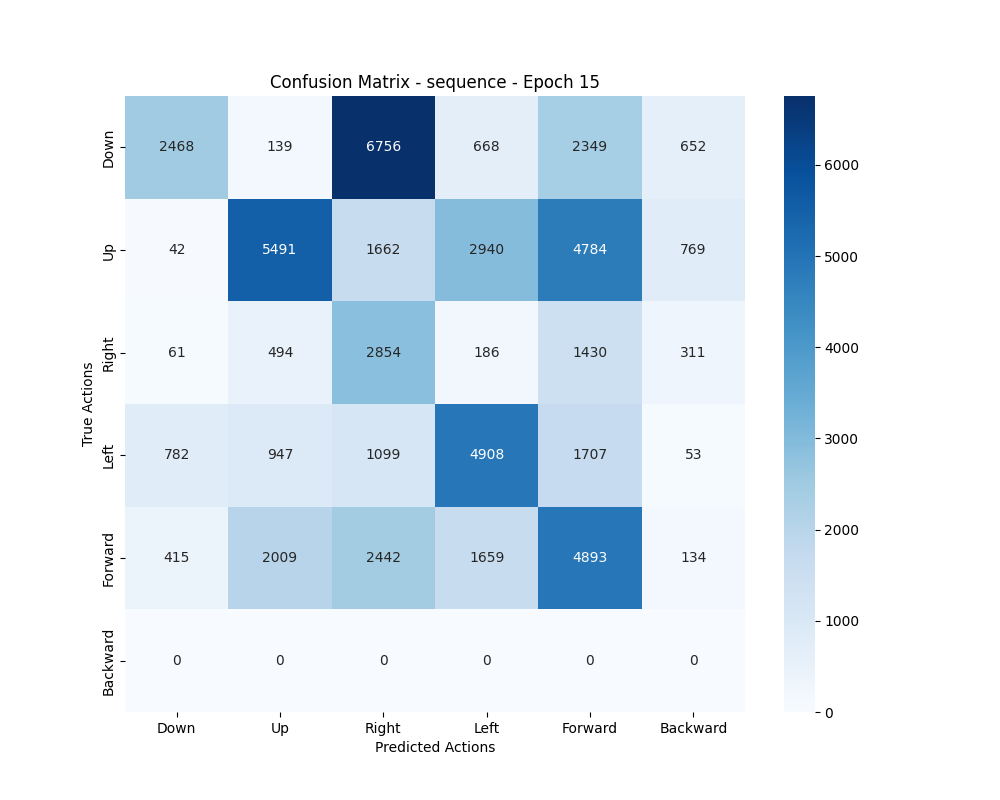 Confusion Matrix - sequence - Epoch 15
Down 2468 139 6756 668 2349 652
Up 42 5491 1662 2940 4784 769
Right 61 494 2854 186 1430 311
Left 782 947 1099 4908 1707 53
Forward 415 2009 2442 1659 4893 134
Backward 0 0 0 0 0 0
Down Up Right Left Forward Backward
Predicted Actions
True Actions
6000
5000
4000
3000
2000
1000
0